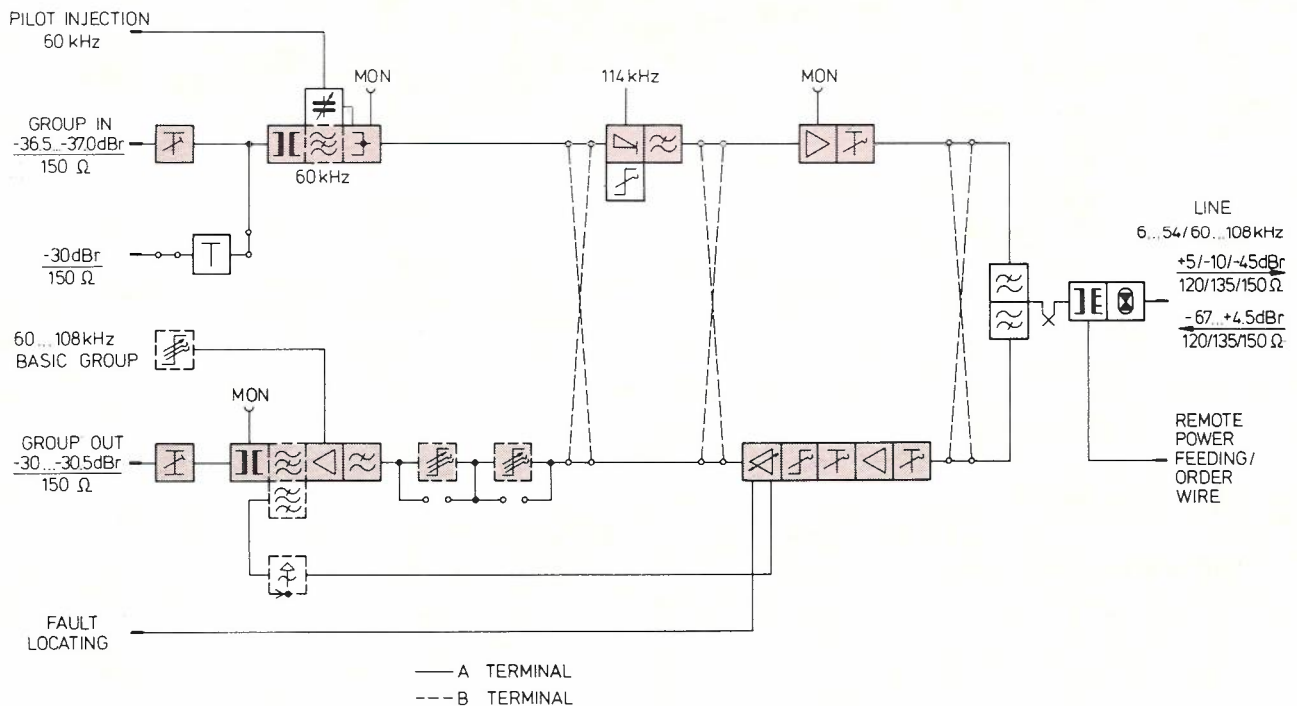 PILOT INJECTION
60 kHz
MON
114 kHz
MON
GROUP IN
-36.5...-37.0dBr
150 Ω
60 kHz
-30dBr
150 Ω
LINE
6...54/60...108kHz
+5/-10/-45dBr
120/135/150 Ω
-67...+4.5dBr
120/135/150 Ω
60...108kHz
BASIC GROUP
MON
GROUP OUT
-30...-30.5dBr
150 Ω
REMOTE
POWER
FEEDING/
ORDER
WIRE
FAULT
LOCATING
A TERMINAL
B TERMINAL